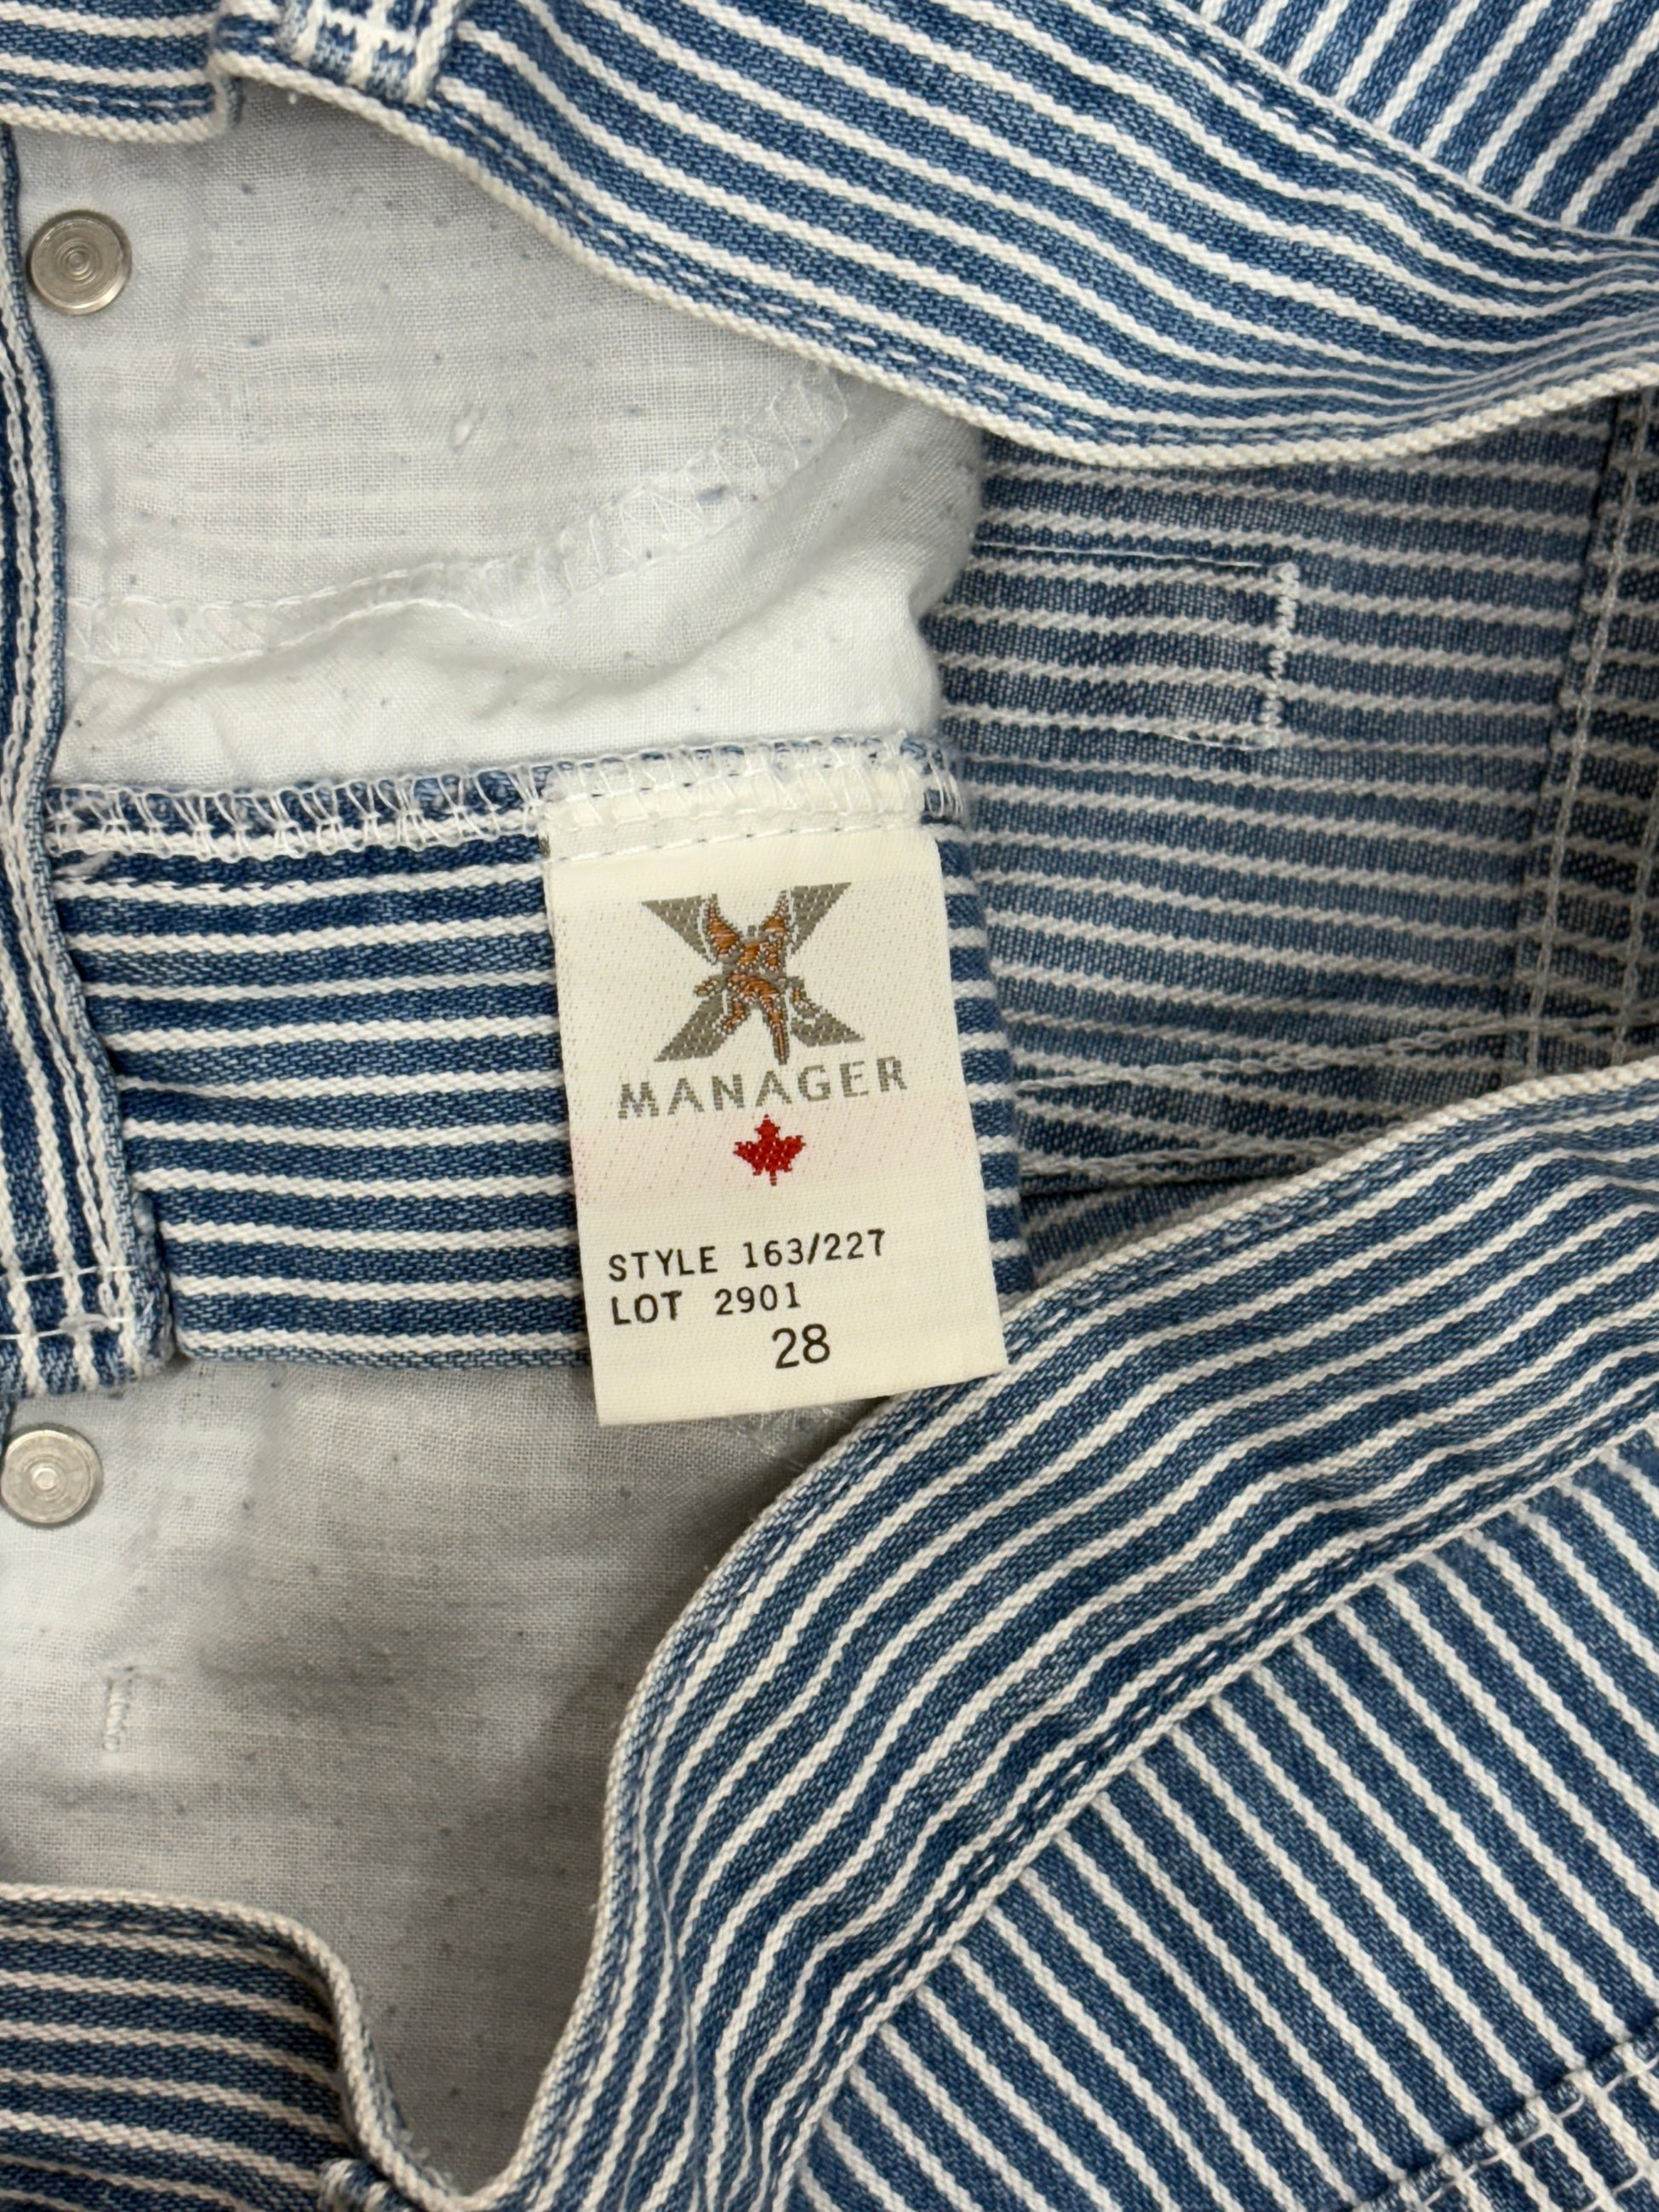 X
MANAGER
STYLE 163/227
LOT 2901
28